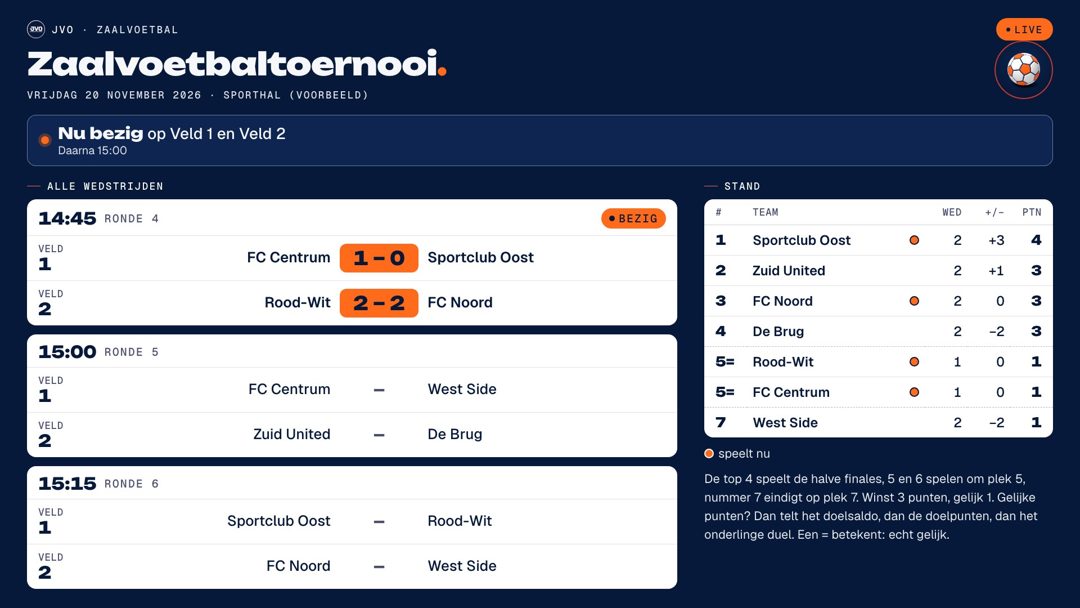 JVO JVO · ZAALVOETBAL
LIVE
Zaalvoetbaltoernooi.
VRIJDAG 20 NOVEMBER 2026 · SPORTHAL (VOORBEELD)
Nu bezig op Veld 1 en Veld 2
Daarna 15:00
ALLE WEDSTRIJDEN
14:45 RONDE 4 BEZIG
VELD
1 FC Centrum 1 – 0 Sportclub Oost
VELD
2 Rood-Wit 2 – 2 FC Noord
15:00 RONDE 5
VELD
1 FC Centrum – West Side
VELD
2 Zuid United – De Brug
15:15 RONDE 6
VELD
1 Sportclub Oost – Rood-Wit
VELD
2 FC Noord – West Side
STAND
# TEAM WED +/– PTN
1 Sportclub Oost 2 +3 4
2 Zuid United 2 +1 3
3 FC Noord 2 0 3
4 De Brug 2 –2 3
5= Rood-Wit 1 0 1
5= FC Centrum 1 0 1
7 West Side 2 –2 1
speelt nu
De top 4 speelt de halve finales, 5 en 6 spelen om plek 5,
nummer 7 eindigt op plek 7. Winst 3 punten, gelijk 1. Gelijke
punten? Dan telt het doelsaldo, dan de doelpunten, dan het
onderlinge duel. Een = betekent: echt gelijk.